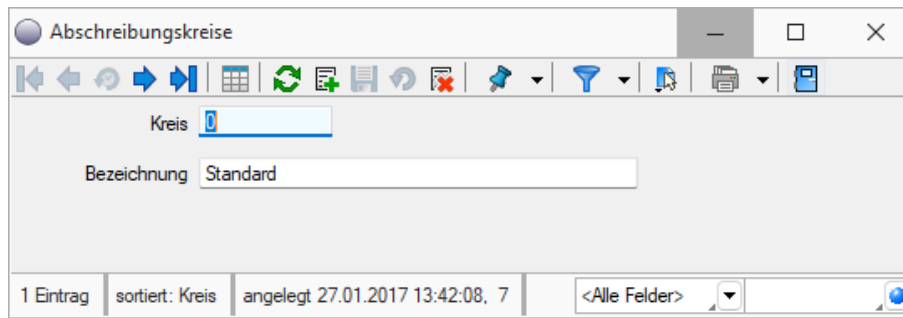 Abschreibungskreise
Kreis 0
Bezeichnung Standard
1 Eintrag sortiert: Kreis angelegt 27.01.2017 13:42:08, 7 <Alle Felder>